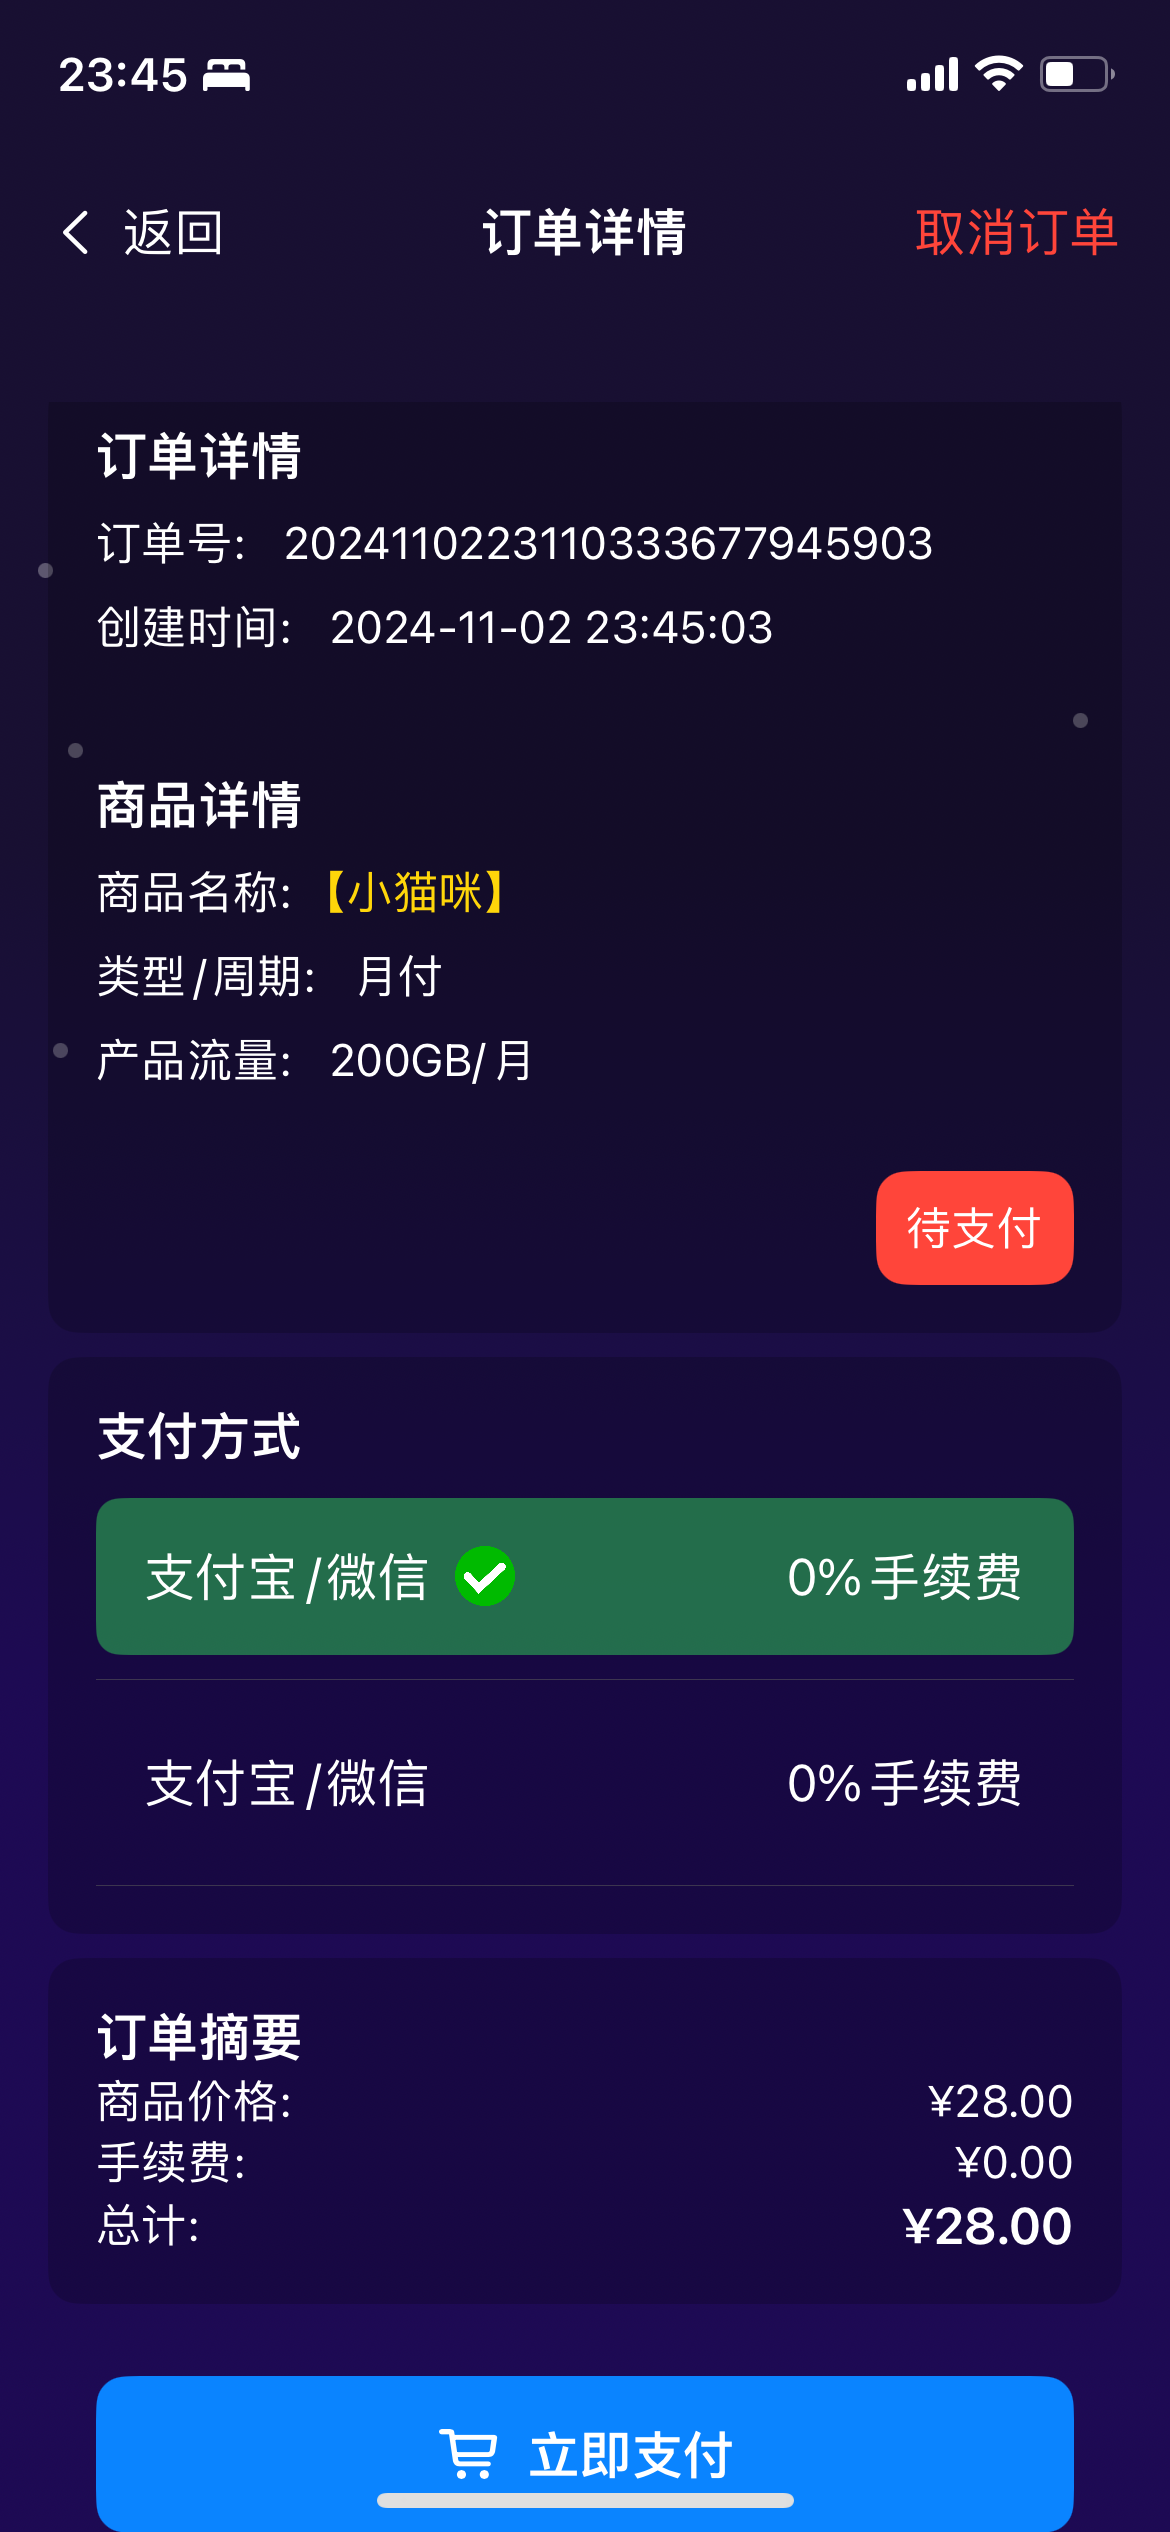 23:45
返回 订单详情 取消订单
订单详情
订单号: 2024110223110333677945903
创建时间: 2024-11-02 23:45:03
商品详情
商品名称:【小猫咪】
类型/周期: 月付
产品流量: 200GB/月
待支付
支付方式
支付宝/微信 0%手续费
支付宝/微信 0%手续费
订单摘要
商品价格: ¥28.00
手续费: ¥0.00
总计: ¥28.00
立即支付